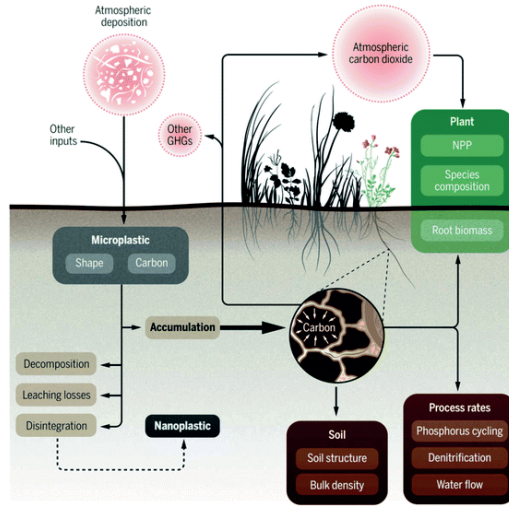 Atmospheric
deposition
Atmospheric
carbon dioxide
Other
inputs
Other
GHGs
Plant
NPP
Species
composition
Root biomass
Microplastic
Shape
Carbon
Accumulation
Carbon
Decomposition
Leaching losses
Disintegration
Nanoplastic
Soil
Soil structure
Bulk density
Process rates
Phosphorus cycling
Denitrification
Water flow